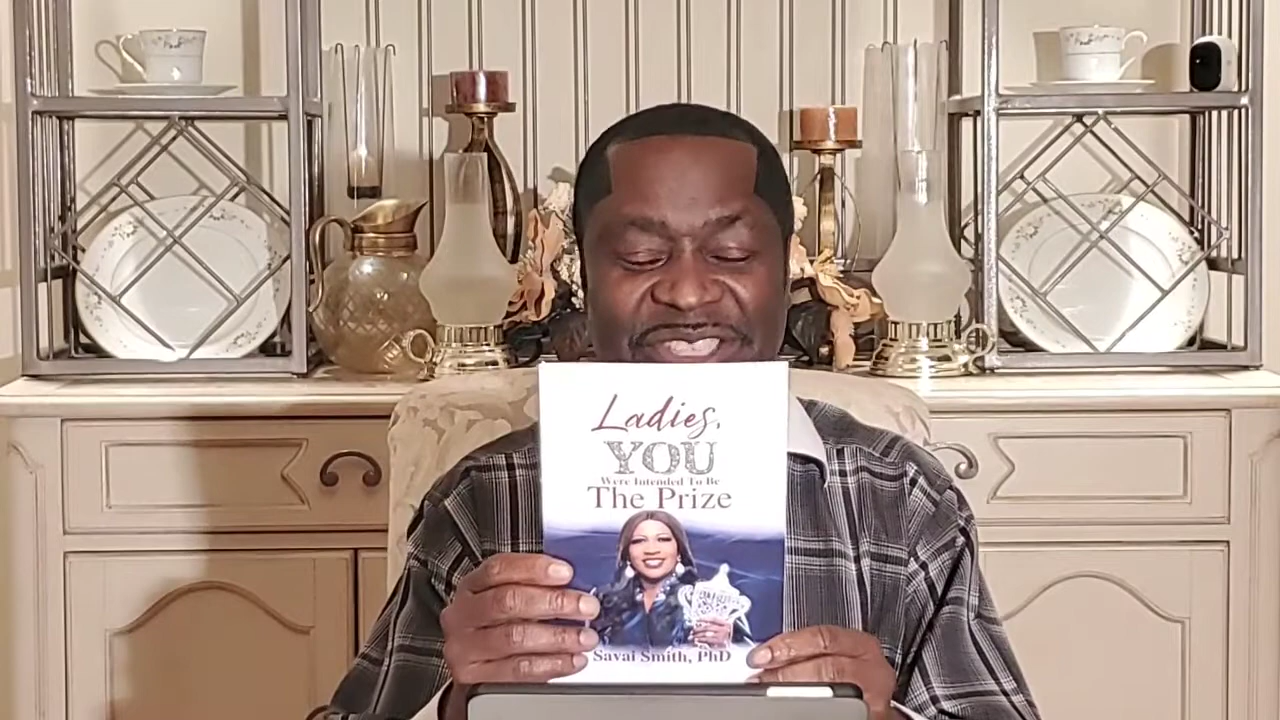 Ladies,
YOU
Were Intended To Be
The Prize
Savai Smith, PhD